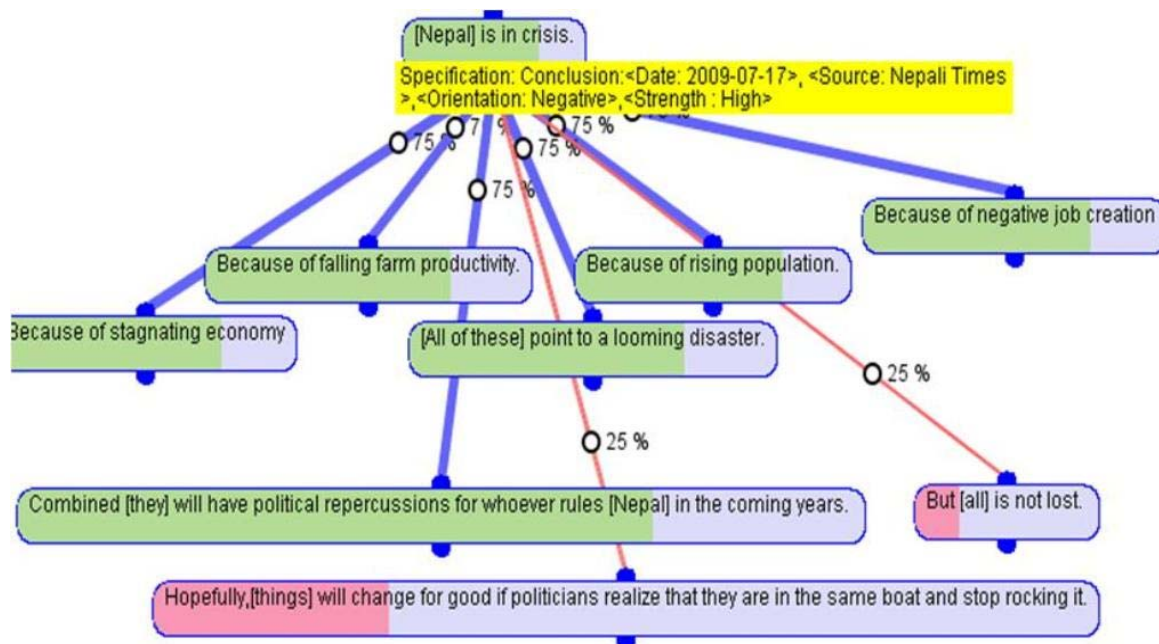 [Nepal] is in crisis.
Specification: Conclusion:<Date: 2009-07-17>, <Source: Nepali Times
>,<Orientation: Negative>,<Strength : High>
75 %
75 %
75 %
75 %
Because of negative job creation
Because of falling farm productivity.
Because of rising population.
Because of stagnating economy
[All of these] point to a looming disaster.
25 %
25 %
Combined [they] will have political repercussions for whoever rules [Nepal] in the coming years.
But [all] is not lost.
Hopefully,[things] will change for good if politicians realize that they are in the same boat and stop rocking it.